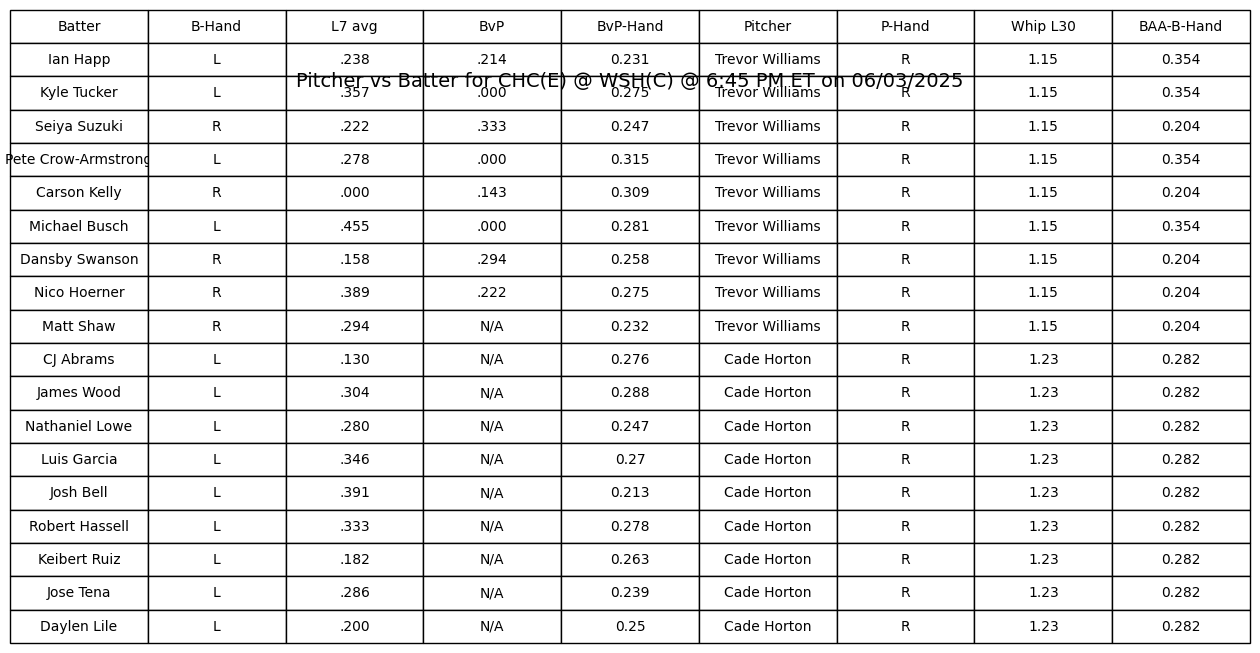 Batter B-Hand L7 avg BvP BvP-Hand Pitcher P-Hand Whip L30 BAA-B-Hand
Ian Happ L .238 .214 0.231 Trevor Williams R 1.15 0.354
Pitcher vs Batter for CHC(E) @ WSH(C) @ 6:45 PM ET on 06/03/2025
Kyle Tucker L .357 .000 0.275 Trevor Williams R 1.15 0.354
Seiya Suzuki R .222 .333 0.247 Trevor Williams R 1.15 0.204
Pete Crow-Armstrong L .278 .000 0.315 Trevor Williams R 1.15 0.354
Carson Kelly R .000 .143 0.309 Trevor Williams R 1.15 0.204
Michael Busch L .455 .000 0.281 Trevor Williams R 1.15 0.354
Dansby Swanson R .158 .294 0.258 Trevor Williams R 1.15 0.204
Nico Hoerner R .389 .222 0.275 Trevor Williams R 1.15 0.204
Matt Shaw R .294 N/A 0.232 Trevor Williams R 1.15 0.204
CJ Abrams L .130 N/A 0.276 Cade Horton R 1.23 0.282
James Wood L .304 N/A 0.288 Cade Horton R 1.23 0.282
Nathaniel Lowe L .280 N/A 0.247 Cade Horton R 1.23 0.282
Luis Garcia L .346 N/A 0.27 Cade Horton R 1.23 0.282
Josh Bell L .391 N/A 0.213 Cade Horton R 1.23 0.282
Robert Hassell L .333 N/A 0.278 Cade Horton R 1.23 0.282
Keibert Ruiz L .182 N/A 0.263 Cade Horton R 1.23 0.282
Jose Tena L .286 N/A 0.239 Cade Horton R 1.23 0.282
Daylen Lile L .200 N/A 0.25 Cade Horton R 1.23 0.282